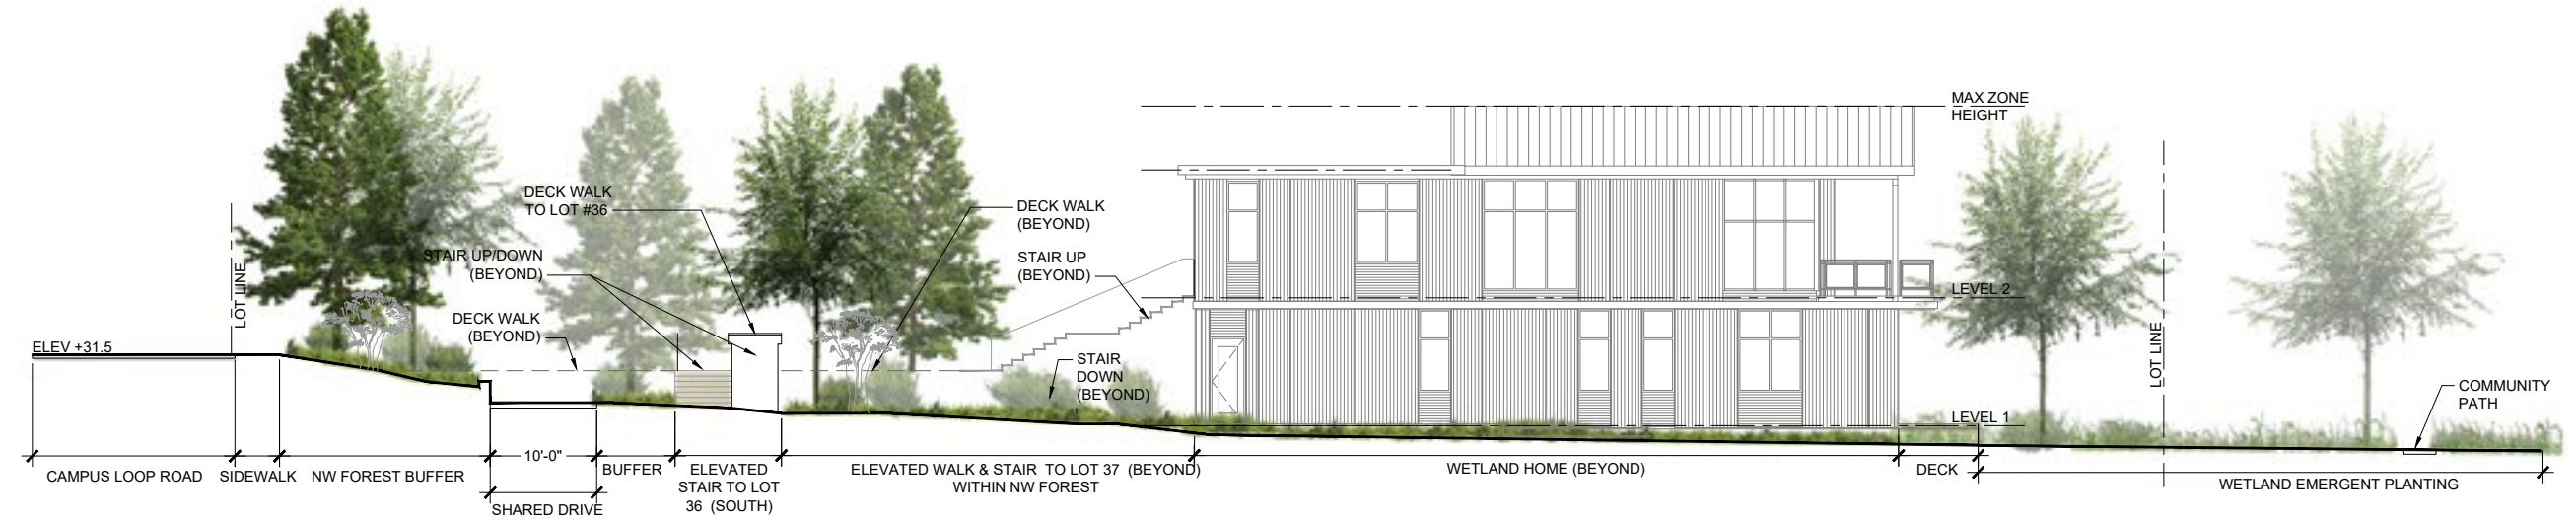 MAX ZONE
HEIGHT
DECK WALK
TO LOT #36
DECK WALK
(BEYOND)
STAIR UP/DOWN
(BEYOND)
STAIR UP
(BEYOND)
LOT LINE
LEVEL 2
DECK WALK
(BEYOND)
LOT LINE
ELEV +31.5
STAIR
DOWN
(BEYOND)
COMMUNITY
PATH
LEVEL 1
CAMPUS LOOP ROAD
SIDEWALK
NW FOREST BUFFER
10'-0"
SHARED DRIVE
BUFFER
ELEVATED
STAIR TO LOT
36 (SOUTH)
ELEVATED WALK & STAIR TO LOT 37 (BEYOND)
WITHIN NW FOREST
WETLAND HOME (BEYOND)
DECK
WETLAND EMERGENT PLANTING